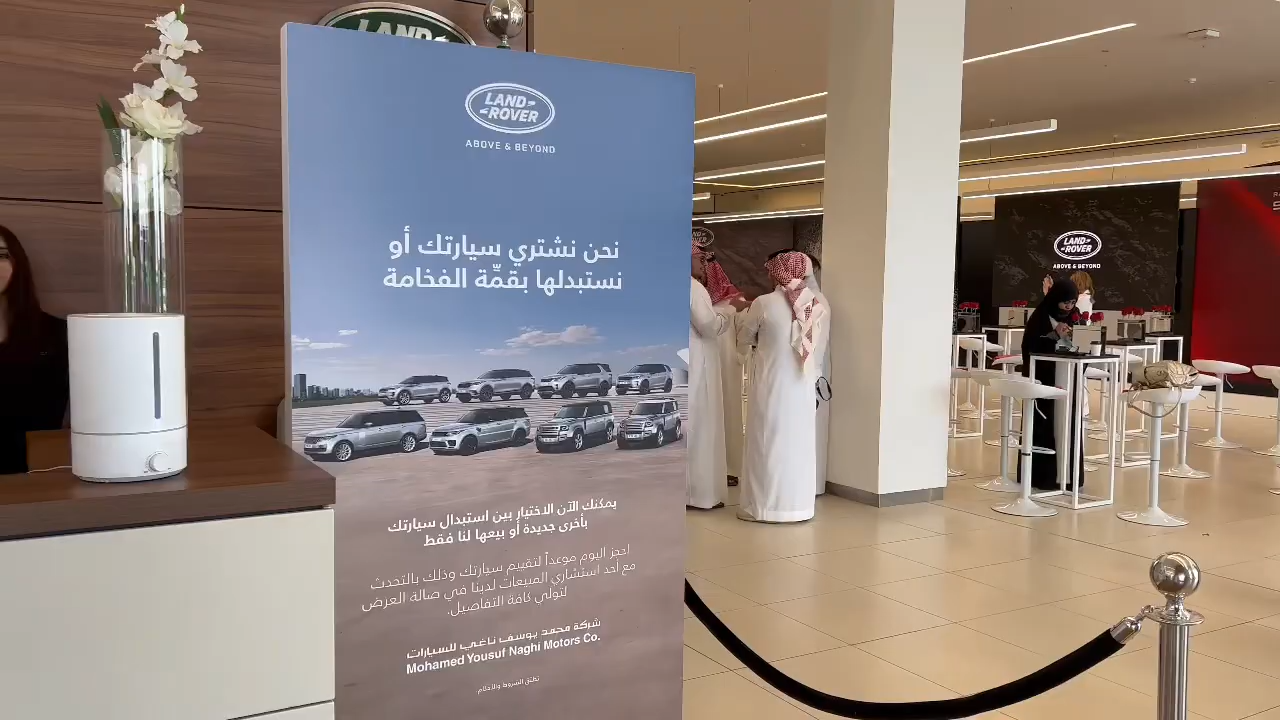 LAND
LAND
ROVER
ABOVE & BEYOND
نحن نشتري سيارتك أو
نستبدلها بقمّة الفخامة
يمكنك الآن الاختيار بين استبدال سيارتك
بأخرى جديدة أو بيعها لنا فقط
احجز اليوم موعداً لتقييم سيارتك وذلك بالتحدث
مع أحد استشاري المبيعات لدينا في صالة العرض
لتولي كافة التفاصيل.
شركة محمد يوسف ناغي للسيارات
Mohamed Yousuf Naghi Motors Co.
تطبق الشروط والأحكام.
LAND
ROVER
ABOVE & BEYOND